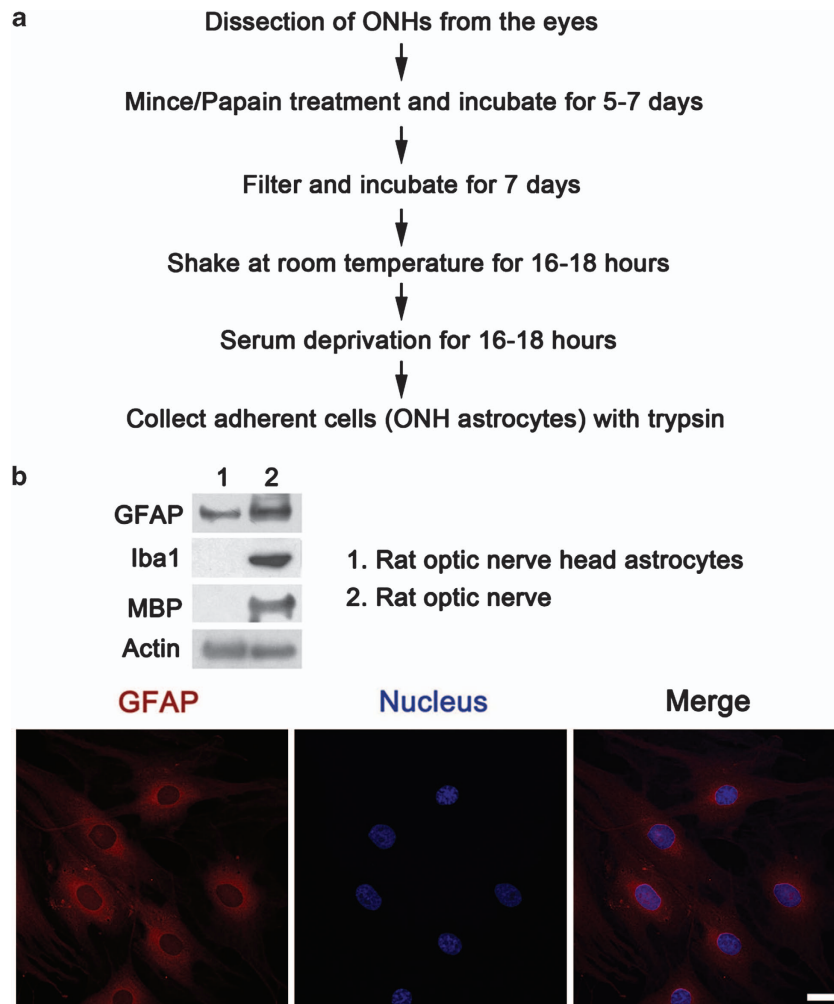 a
Dissection of ONHs from the eyes
Mince/Papain treatment and incubate for 5-7 days
Filter and incubate for 7 days
Shake at room temperature for 16-18 hours
Serum deprivation for 16-18 hours
Collect adherent cells (ONH astrocytes) with trypsin
b
1 2
GFAP
Iba1
MBP
Actin
1. Rat optic nerve head astrocytes
2. Rat optic nerve
GFAP Nucleus Merge